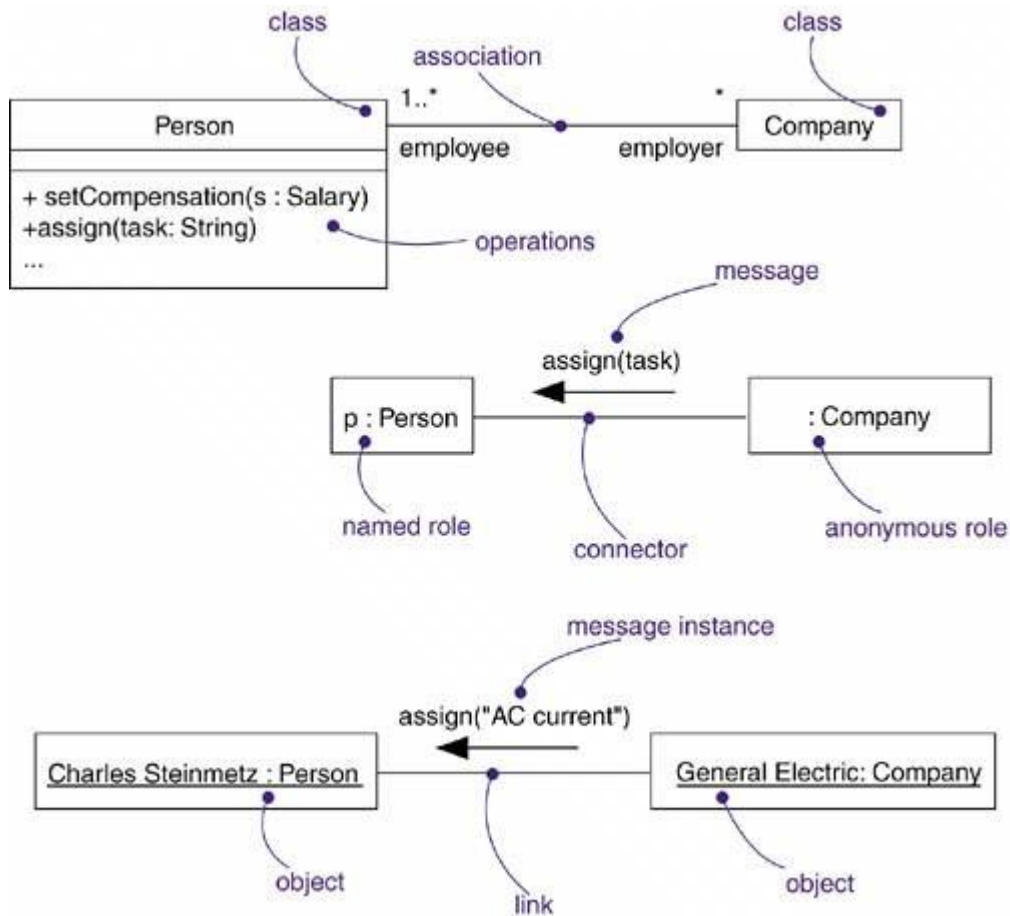 class
class
association
1..*
*
Person
Company
employee
employer
+ setCompensation(s : Salary)
+assign(task: String)
...
operations
message
assign(task)
p : Person
: Company
named role
connector
anonymous role
message instance
assign("AC current")
Charles Steinmetz : Person
General Electric: Company
object
link
object